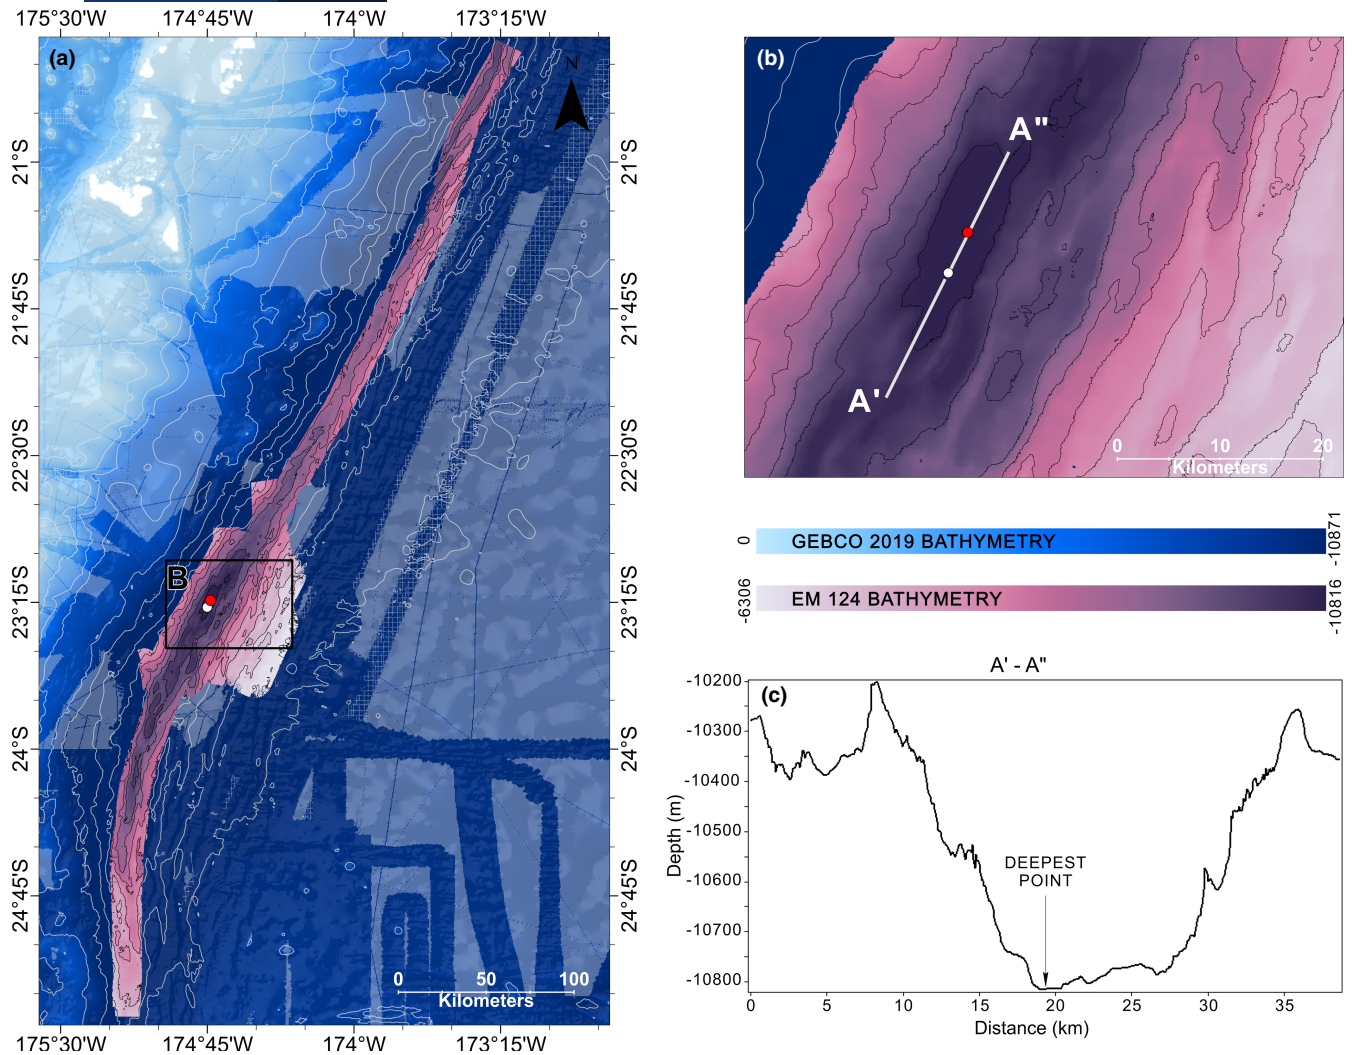 175°30'W 174°45'W 174°W 173°15'W
(a)
N
21°S 21°S
21°45'S 21°45'S
22°30'S 22°30'S
B
23°15'S 23°15'S
24°S 24°S
24°45'S 24°45'S
0 50 100
Kilometers
175°30'W 174°45'W 174°W 173°15'W
(b)
A"
A'
0 10 20
Kilometers
0 GEBCO 2019 BATHYMETRY -10871
-6306 EM 124 BATHYMETRY -10816
A' - A"
(c)
-10200
-10300
-10400
-10500
-10600
-10700
-10800
Depth (m)
DEEPEST
POINT
0 5 10 15 20 25 30 35
Distance (km)